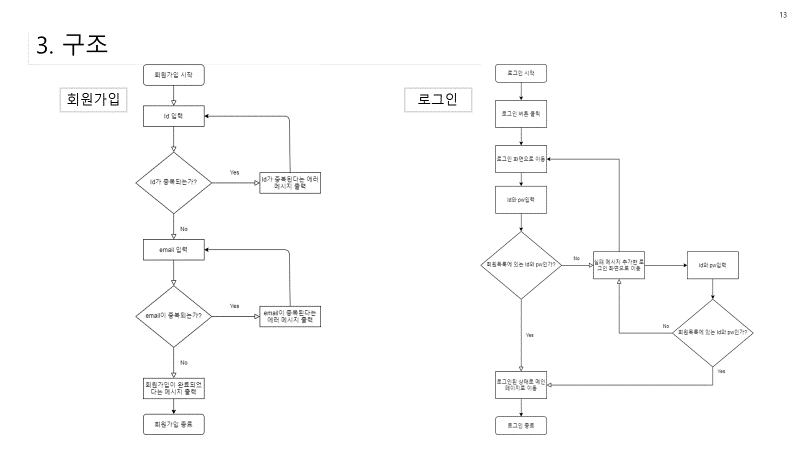 13
3. 구조
회원가입
회원가입 시작
Id 입력
Id가 중복되는가?
Yes
Id가 중복된다는 에러
메시지 출력
No
email 입력
email이 중복되는가?
Yes
email이 중복된다는
에러 메시지 출력
No
회원가입이 완료되었
다는 메시지 출력
회원가입 종료
로그인
로그인 시작
로그인 버튼 클릭
로그인 화면으로 이동
Id와 pw입력
회원목록에 있는 Id와 pw인가?
No
실패 메시지 추가한 로
그인 화면으로 이동
Id와 pw입력
회원목록에 있는 Id와 pw인가?
No
Yes
Yes
로그인된 상태로 메인
페이지로 이동
로그인 종료